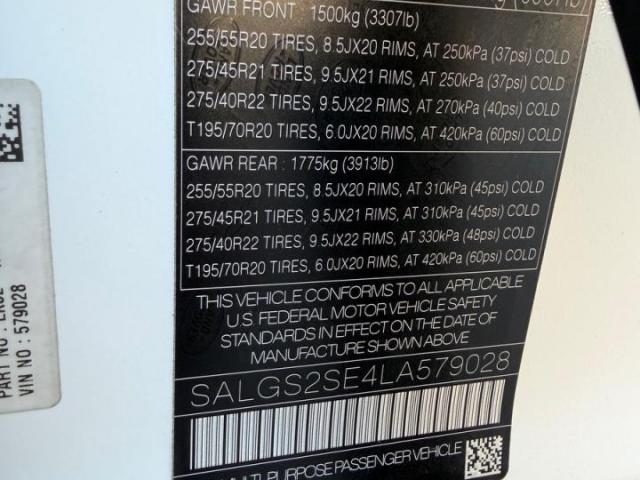 (3307lb)
GAWR FRONT : 1500kg (3307lb)
255/55R20 TIRES, 8.5JX20 RIMS, AT 250kPa (37psi) COLD
275/45R21 TIRES, 9.5JX21 RIMS, AT 250kPa (37psi) COLD
275/40R22 TIRES, 9.5JX22 RIMS, AT 270kPa (40psi) COLD
T195/70R20 TIRES, 6.0JX20 RIMS, AT 420kPa (60psi) COLD
GAWR REAR : 1775kg (3913lb)
255/55R20 TIRES, 8.5JX20 RIMS, AT 310kPa (45psi) COLD
275/45R21 TIRES, 9.5JX21 RIMS, AT 310kPa (45psi) COLD
275/40R22 TIRES, 9.5JX22 RIMS, AT 330kPa (48psi) COLD
T195/70R20 TIRES, 6.0JX20 RIMS, AT 420kPa (60psi) COLD
THIS VEHICLE CONFORMS TO ALL APPLICABLE
U.S. FEDERAL MOTOR VEHICLE SAFETY
STANDARDS IN EFFECT ON THE DATE OF
MANUFACTURE SHOWN ABOVE
SALGS2SE4LA579028
MULTI-PURPOSE PASSENGER VEHICLE
PART NO :
VIN NO : 579028